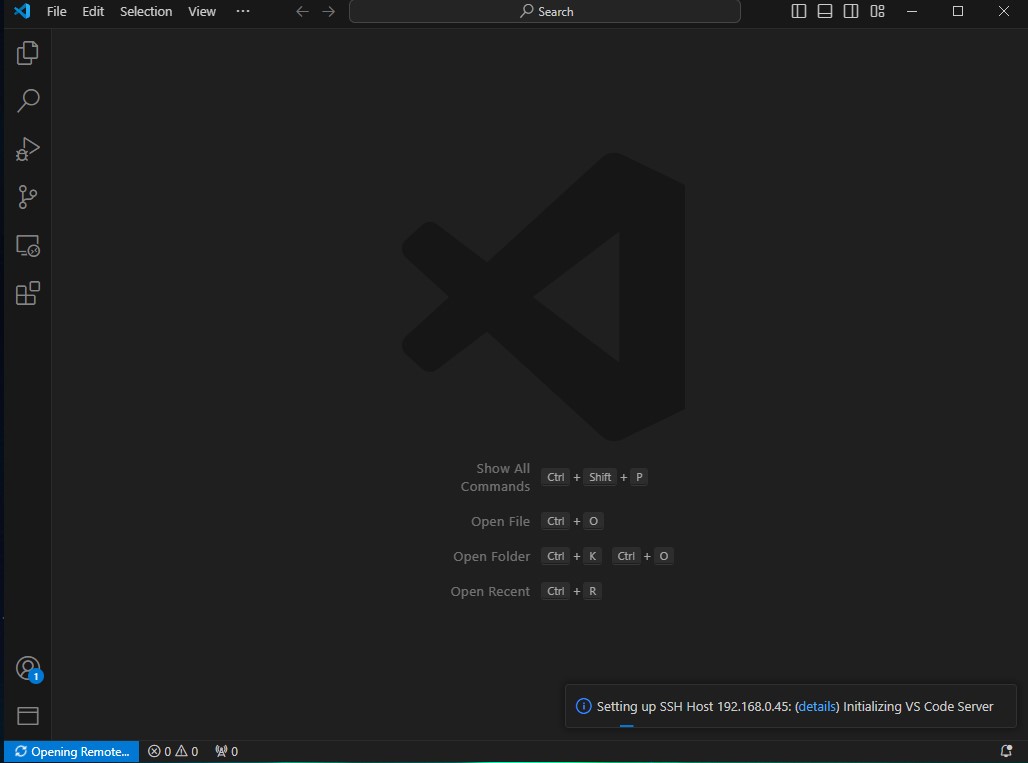 File Edit Selection View ··· Search
Show All
Commands Ctrl + Shift + P
Open File Ctrl + O
Open Folder Ctrl + K Ctrl + O
Open Recent Ctrl + R
1
Setting up SSH Host 192.168.0.45: (details) Initializing VS Code Server
Opening Remote... 0 0 0